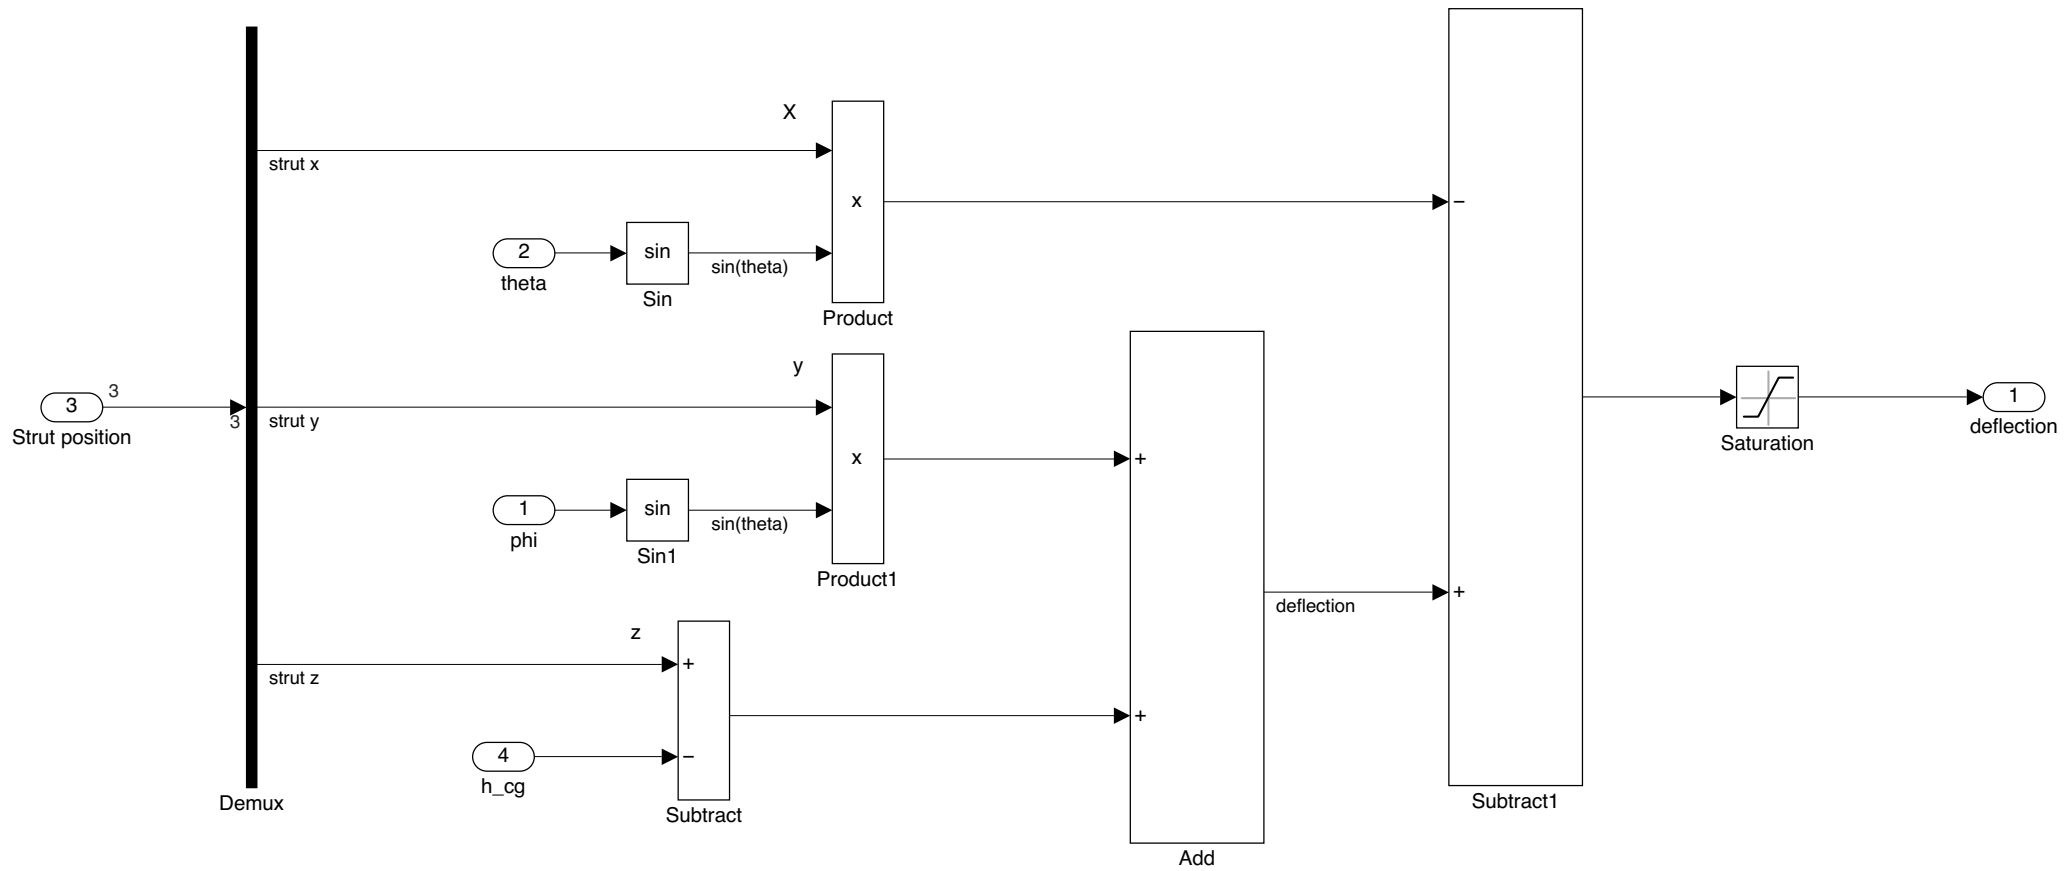 X
strut x
x
−
2
sin
sin(theta)
theta
Sin
Product
y
3
3
3
strut y
Strut position
1
deflection
Saturation
x
+
1
sin
sin(theta)
phi
Sin1
Product1
+
deflection
z
+
strut z
+
4
−
h_cg
Demux
Subtract
Subtract1
Add